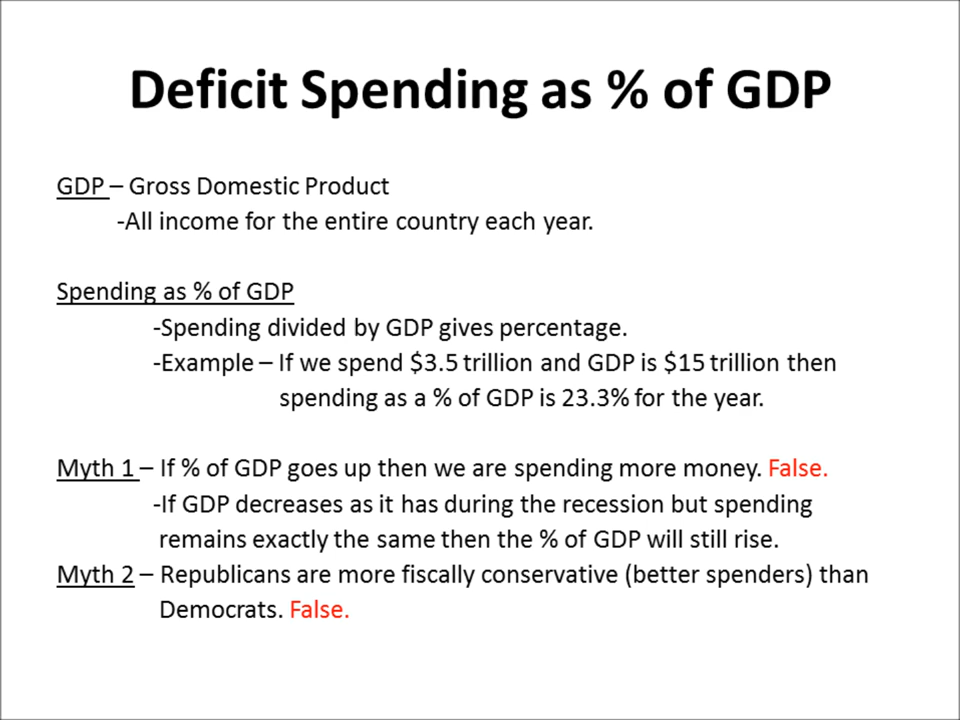 Deficit Spending as % of GDP
GDP – Gross Domestic Product
-All income for the entire country each year.
Spending as % of GDP
-Spending divided by GDP gives percentage.
-Example – If we spend $3.5 trillion and GDP is $15 trillion then
spending as a % of GDP is 23.3% for the year.
Myth 1 – If % of GDP goes up then we are spending more money. False.
-If GDP decreases as it has during the recession but spending
remains exactly the same then the % of GDP will still rise.
Myth 2 – Republicans are more fiscally conservative (better spenders) than
Democrats. False.